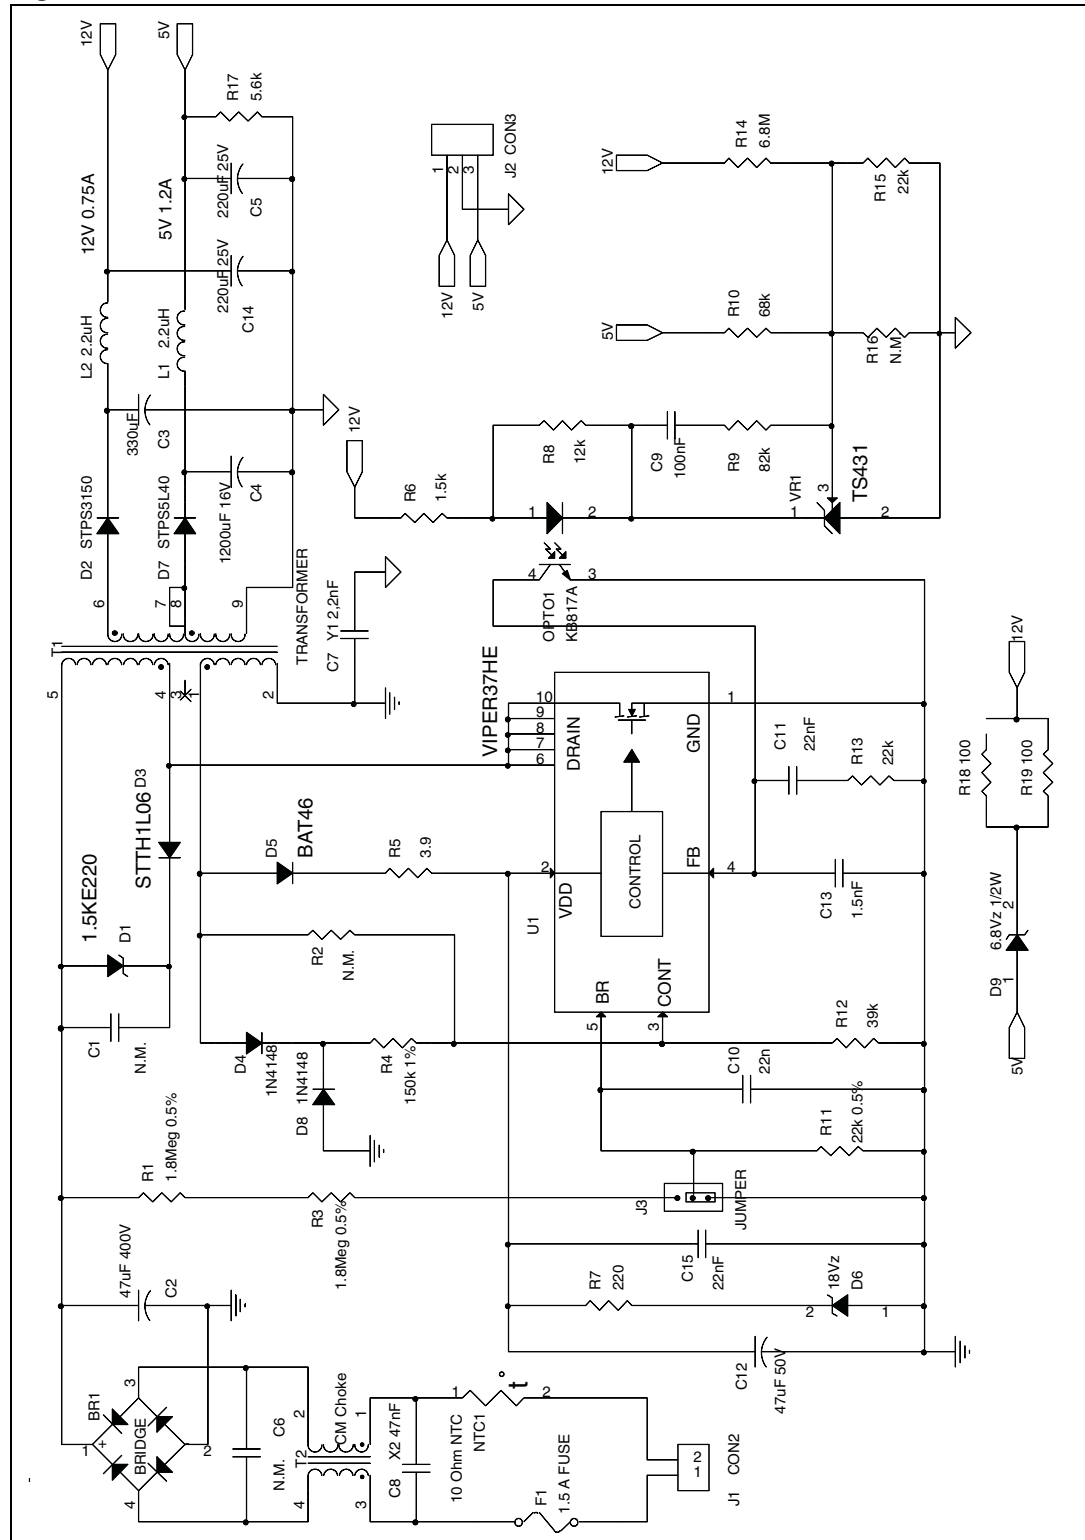 12V
5V
R17
5.6k
12V 0.75A
5V 1.2A
220uF 25V
C5
220uF 25V
C14
L2 2.2uH
L1 2.2uH
330uF
C3
1200uF 16V
C4
D2 STPS3150
D7 STPS5L40
6
7
8
9
T1
TRANSFORMER
5
4
3
1
2
C7 Y1 2,2nF
1
2
3
J2 CON3
12V
5V
12V
R14
6.8M
R15
22k
5V
R10
68k
R16
N.M.
12V
R6
1.5k
R8
12k
C9
100nF
R9
82k
1
2
VR1
3
1
2
TS431
4
3
OPTO1
KB817A
VIPER37HE
10
9
8
7
6
DRAIN
GND
1
C11
22nF
R13
22k
D3
STTH1L06
1.5KE220
D1
C1
N.M.
D5
BAT46
R5
3.9
R2
N.M.
2
VDD
U1
CONTROL
FB
4
C13
1.5nF
BR
5
CONT
3
D4
1N4148
D8 1N4148
R4
150k 1%
R12
39k
C10
22n
R11
22k 0.5%
R1
1.8Meg 0.5%
R3
1.8Meg 0.5%
J3
JUMPER
C15
22nF
R7
220
18Vz
D6
2
1
C12
47uF 50V
47uF 400V
C2
BR1
BRIDGE
+
1
2
3
4
C6
N.M.
T2
CM Choke
2
1
4
3
C8 X2 47nF
10 Ohm NTC
NTC1
1
2
t°
F1
1.5 A FUSE
2
1
J1 CON2
12V
R18 100
R19 100
6.8Vz 1/2W
2
D9
1
5V